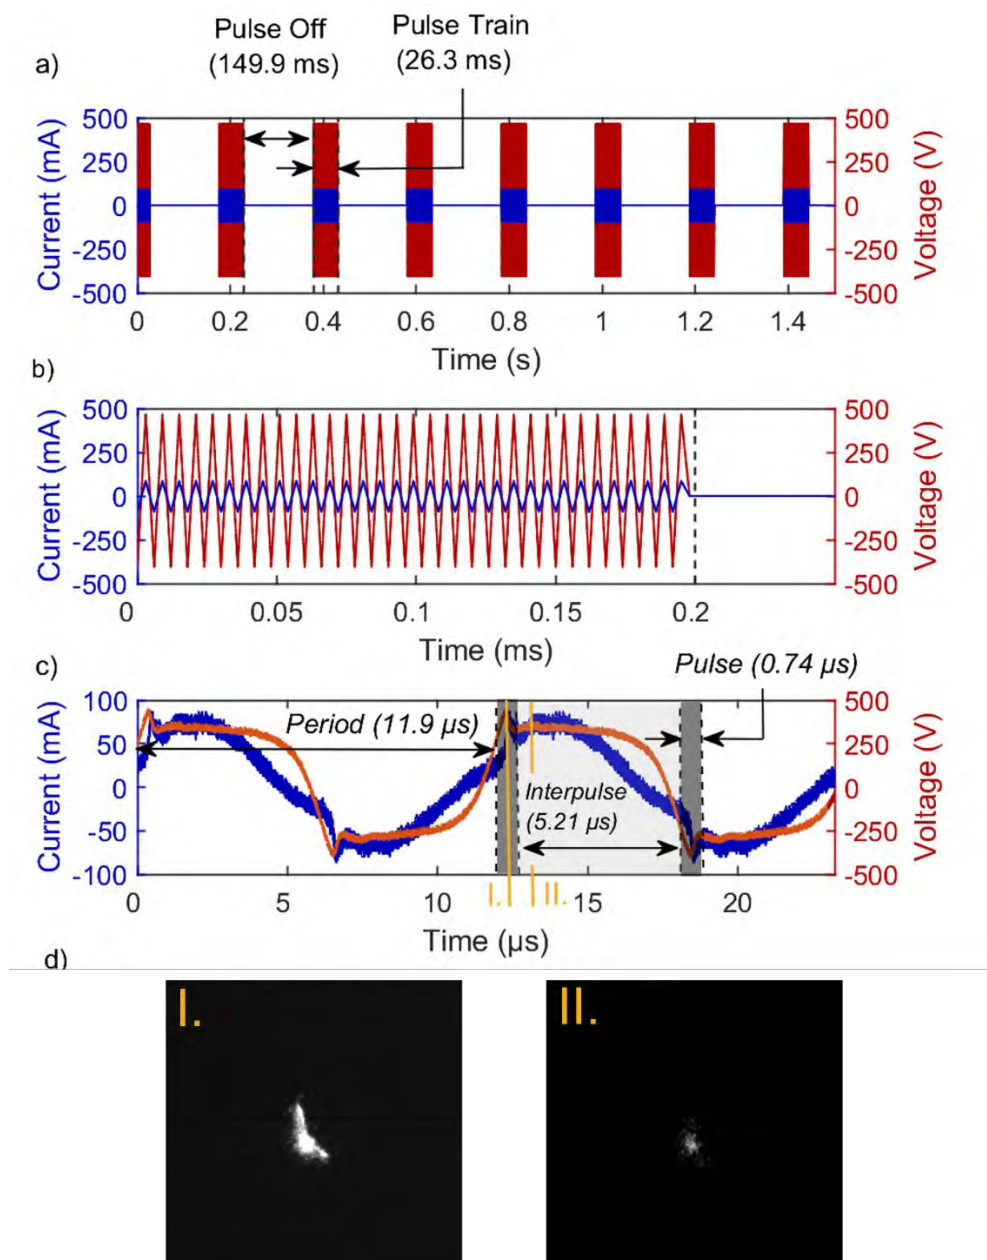 Pulse Off
(149.9 ms)
Pulse Train
(26.3 ms)
a)
Current (mA)
500
250
0
-250
-500
Voltage (V)
500
250
0
-250
-500
0 0.2 0.4 0.6 0.8 1 1.2 1.4
Time (s)
b)
Current (mA)
500
250
0
-250
-500
Voltage (V)
500
250
0
-250
-500
0 0.05 0.1 0.15 0.2
Time (ms)
c)
Pulse (0.74 µs)
Current (mA)
100
50
0
-50
-100
Period (11.9 µs)
Interpulse
(5.21 µs)
I. II.
Voltage (V)
500
250
0
-250
-500
0 5 10 15 20
Time (µs)
d)
I.
II.